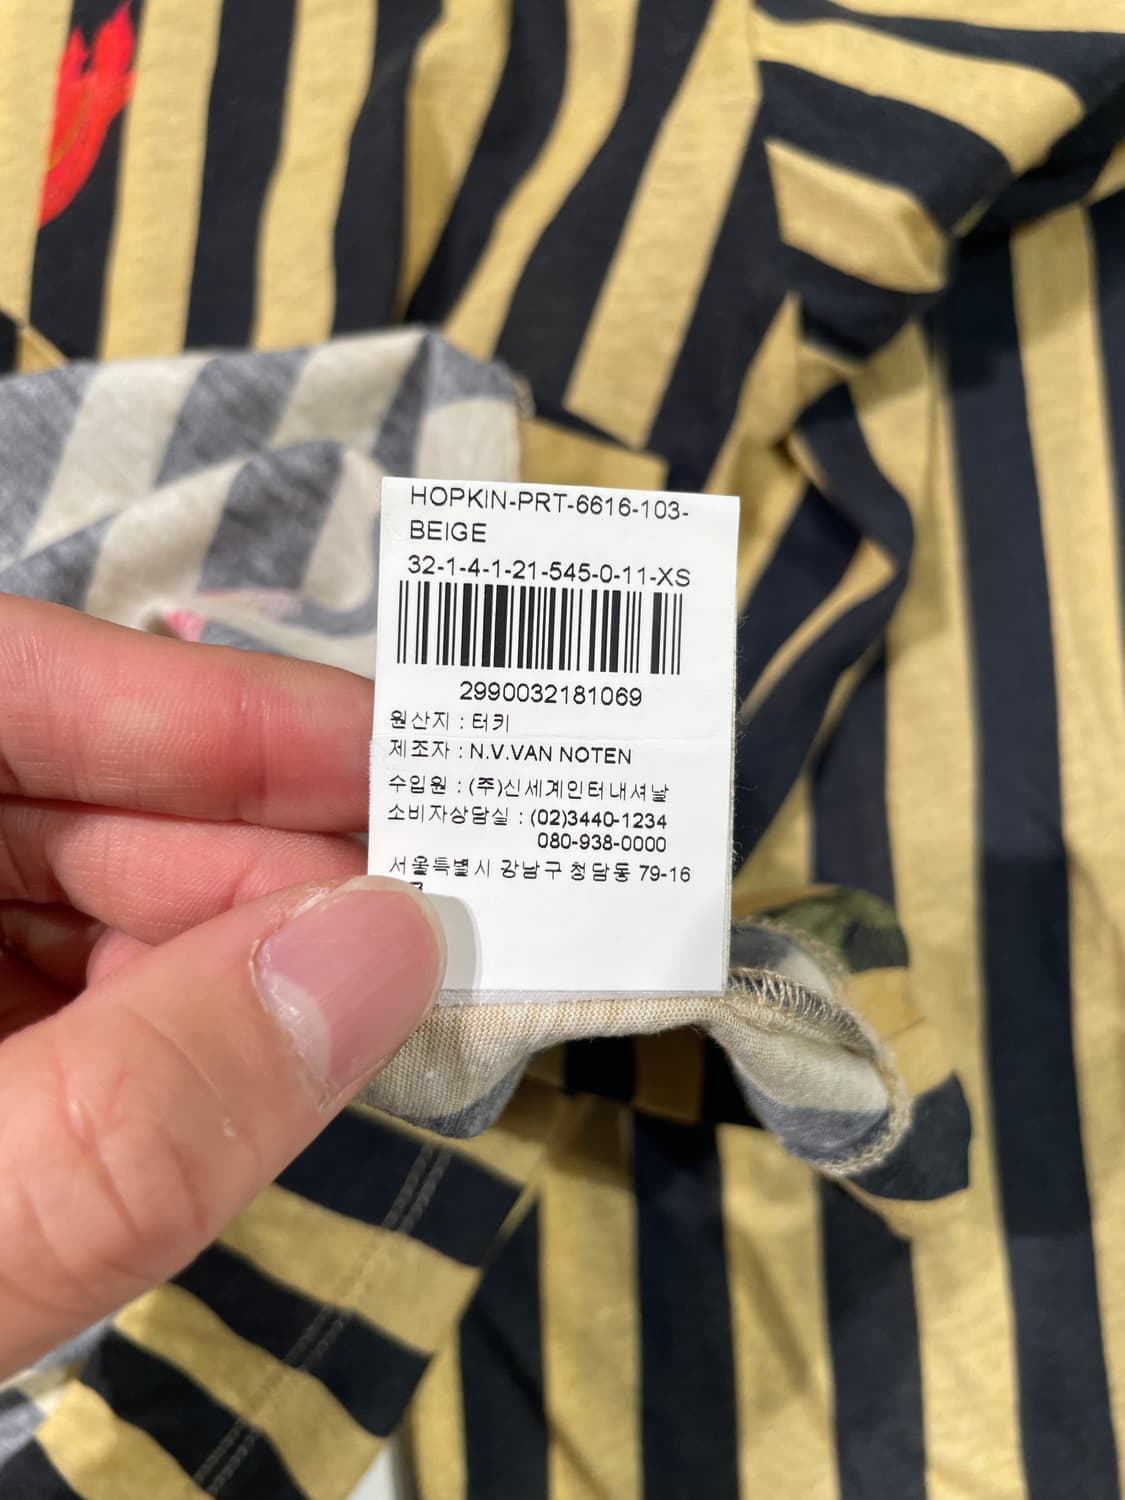 HOPKIN-PRT-6616-103-
BEIGE
32-1-4-1-21-545-0-11-XS
2990032181069
원산지 : 터키
제조자 : N.V.VAN NOTEN
수입원 : (주)신세계인터내셔날
소비자상담실 : (02)3440-1234
080-938-0000
서울특별시 강남구 청담동 79-16